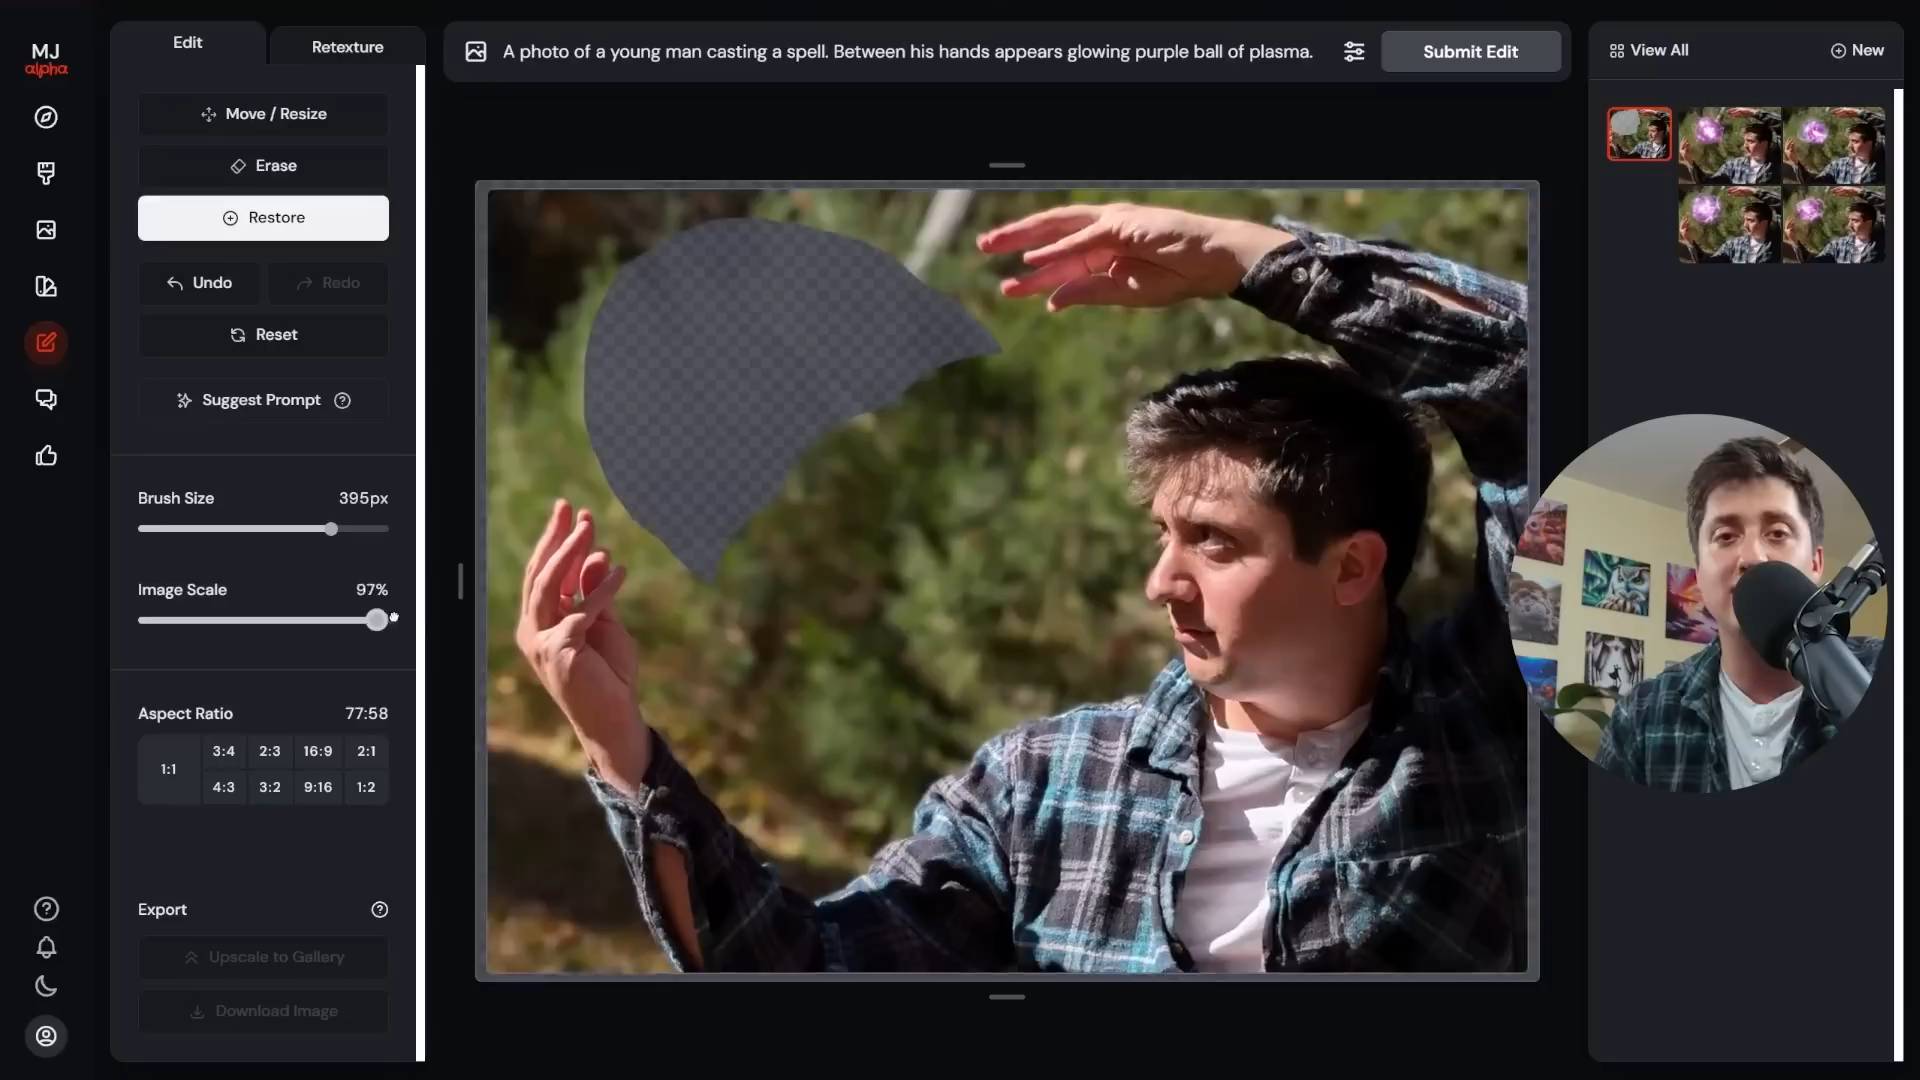 MJ
alpha
Edit
Retexture
Move / Resize
Erase
Restore
Undo
Redo
Reset
Suggest Prompt
Brush Size
395px
Image Scale
97%
Aspect Ratio
77:58
1:1
3:4
2:3
16:9
2:1
4:3
3:2
9:16
1:2
Export
Upscale to Gallery
Download Image
A photo of a young man casting a spell. Between his hands appears glowing purple ball of plasma.
Submit Edit
View All
New